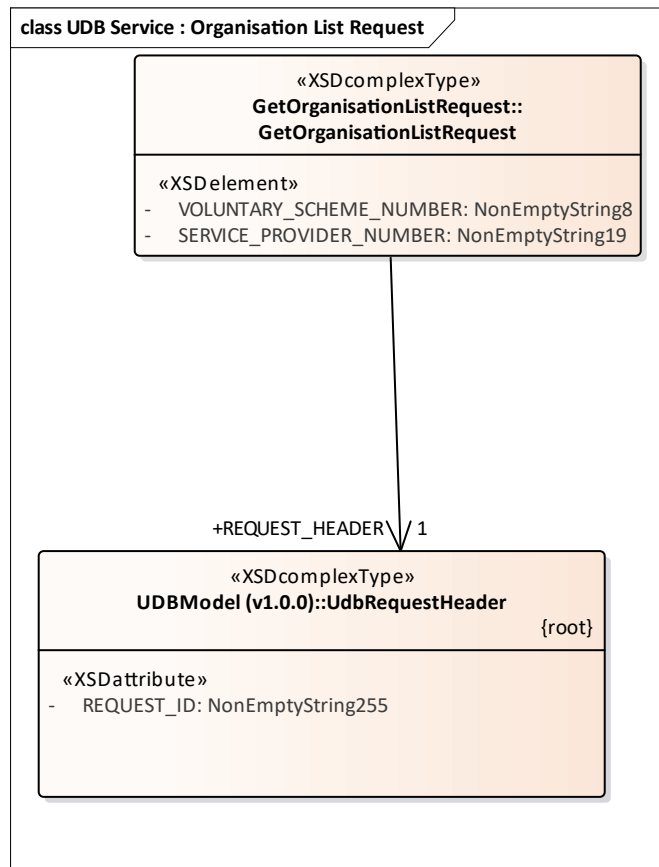 class UDB Service : Organisation List Request
«XSDcomplexType»
GetOrganisationListRequest::
GetOrganisationListRequest
«XSDelement»
- VOLUNTARY_SCHEME_NUMBER: NonEmptyString8
- SERVICE_PROVIDER_NUMBER: NonEmptyString19
+REQUEST_HEADER 1
«XSDcomplexType»
UDBModel (v1.0.0)::UdbRequestHeader
{root}
«XSDattribute»
- REQUEST_ID: NonEmptyString255